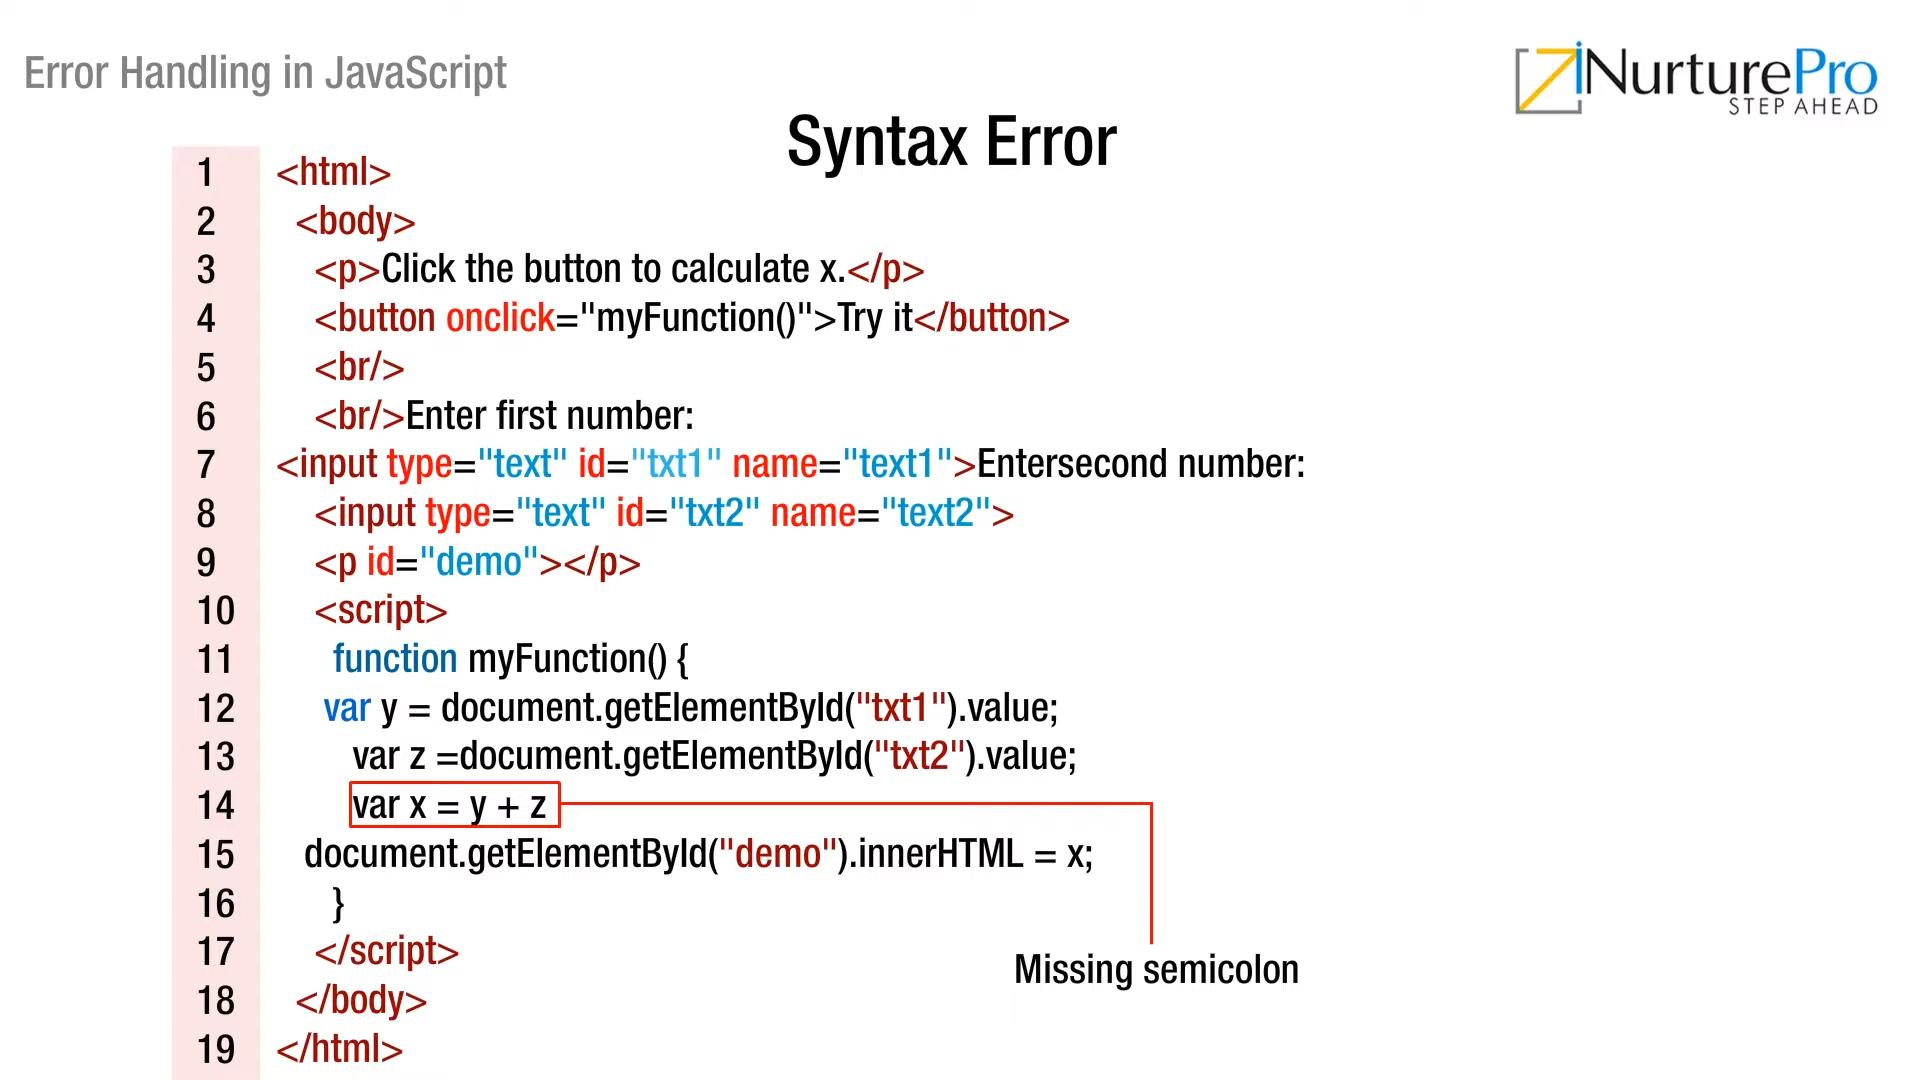 Error Handling in JavaScript
iNurturePro
STEP AHEAD
Syntax Error
1 <html>
2 <body>
3 <p>Click the button to calculate x.</p>
4 <button onclick="myFunction()">Try it</button>
5 <br/>
6 <br/>Enter first number:
7 <input type="text" id="txt1" name="text1">Entersecond number:
8 <input type="text" id="txt2" name="text2">
9 <p id="demo"></p>
10 <script>
11 function myFunction() {
12 var y = document.getElementById("txt1").value;
13 var z =document.getElementById("txt2").value;
14 var x = y + z
15 document.getElementById("demo").innerHTML = x;
16 }
17 </script>
18 </body>
19 </html>
Missing semicolon